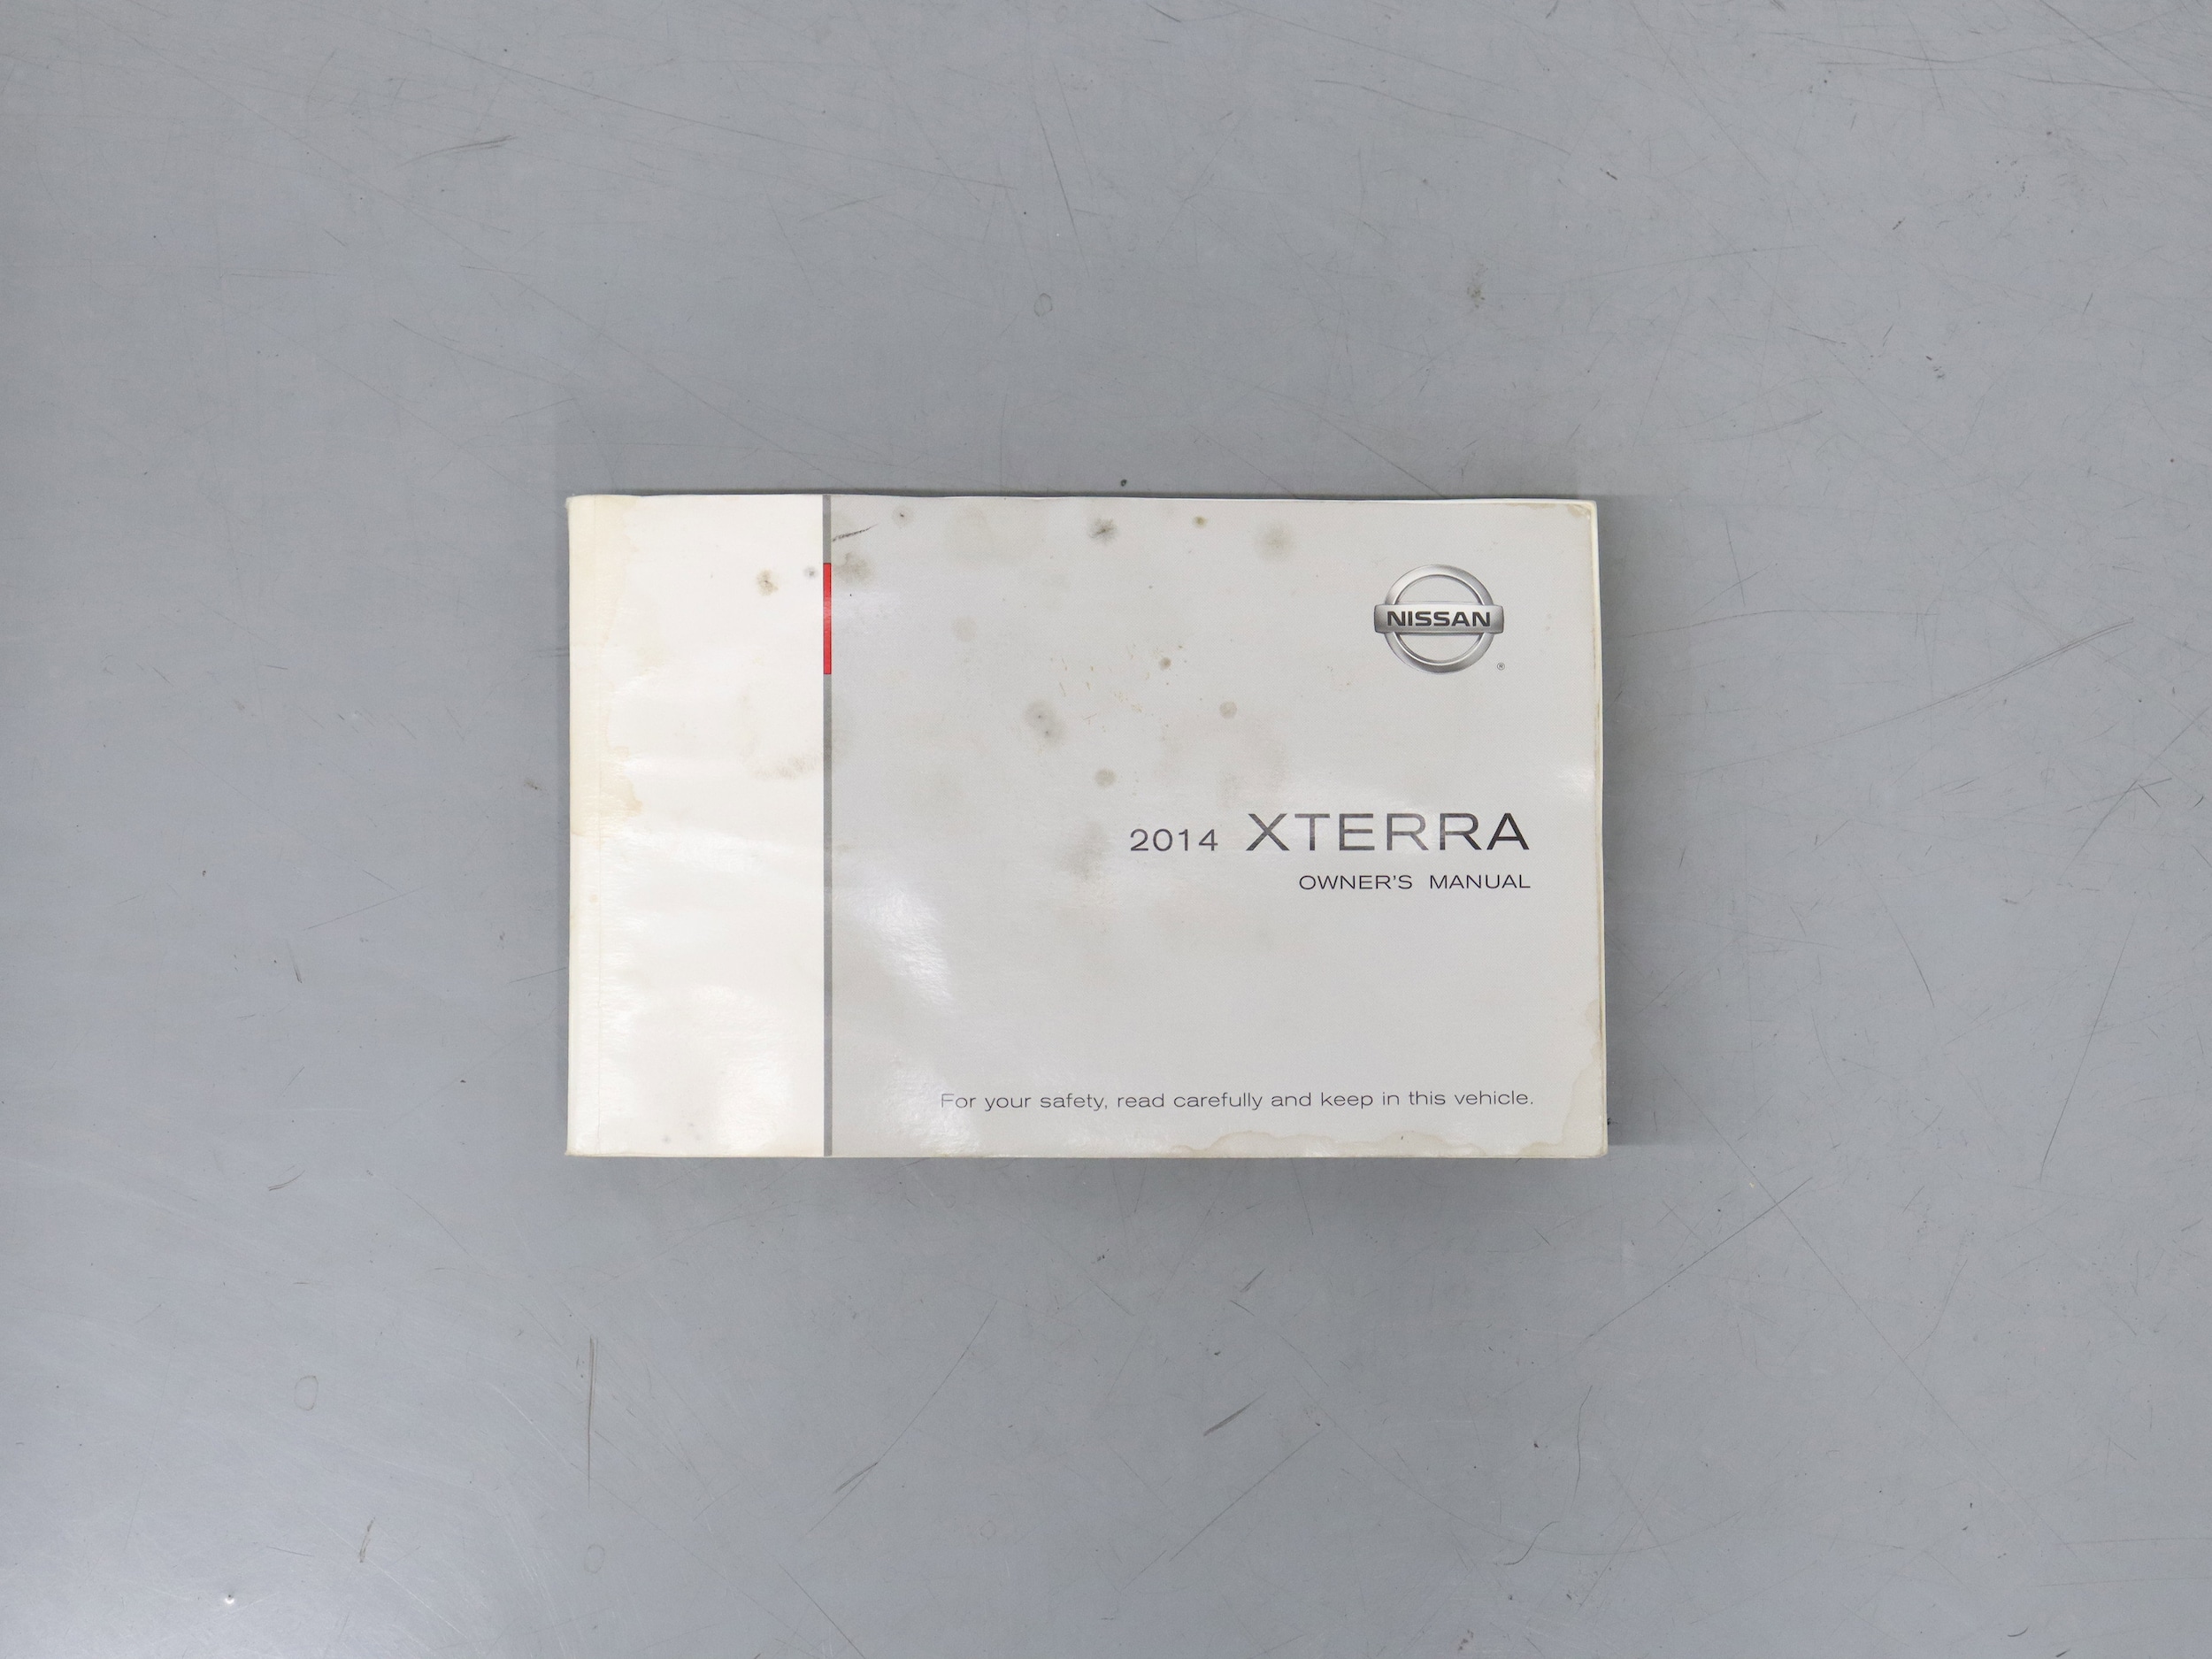 NISSAN
®
2014 XTERRA
OWNER'S MANUAL
For your safety, read carefully and keep in this vehicle.